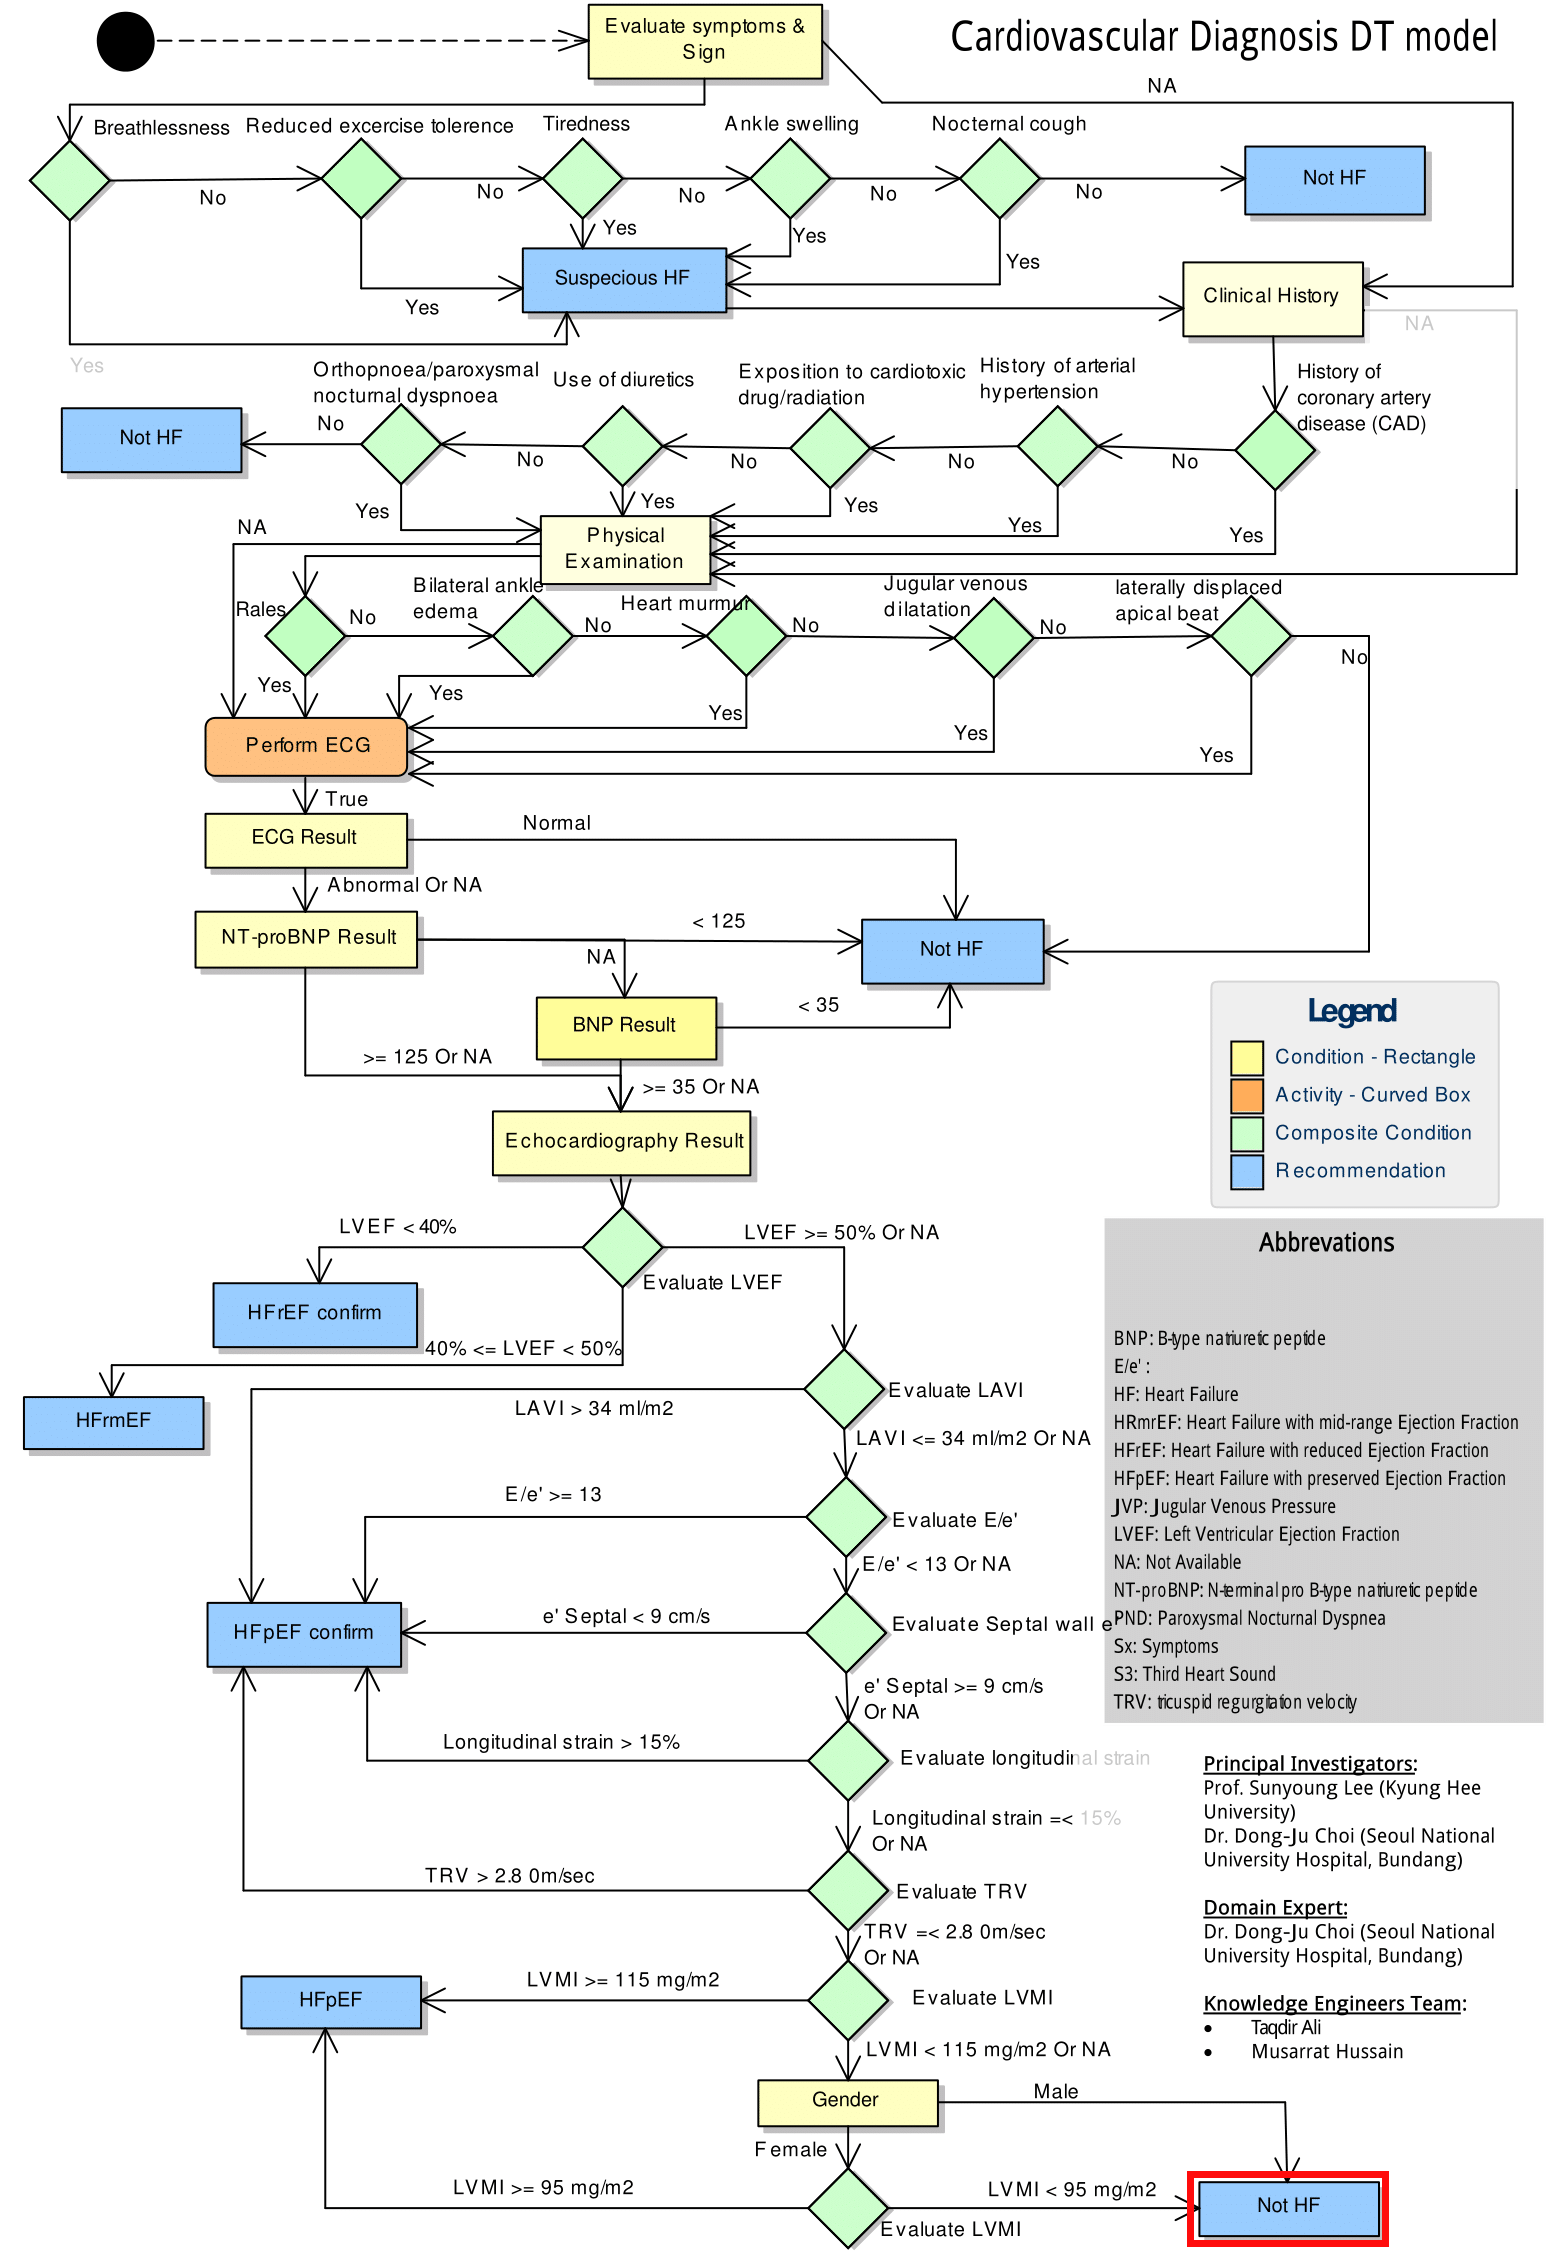 Cardiovascular Diagnosis DT model
Evaluate symptoms &
Sign
NA
Breathlessness
Reduced excercise tolerence
Tiredness
Ankle swelling
Nocternal cough
No
No
No
No
No
Not HF
Yes
Yes
Yes
Yes
Yes
Suspecious HF
Clinical History
NA
Orthopnoea/paroxysmal
nocturnal dyspnoea
Use of diuretics
Exposition to cardiotoxic
drug/radiation
History of arterial
hypertension
History of
coronary artery
disease (CAD)
Not HF
No
No
No
No
No
Yes
Yes
Yes
Yes
Yes
NA
Physical
Examination
Rales
Bilateral ankle
edema
Heart murmur
Jugular venous
dilatation
laterally displaced
apical beat
No
No
No
No
No
Yes
Yes
Yes
Yes
Yes
Perform ECG
True
ECG Result
Normal
Abnormal Or NA
NT-proBNP Result
< 125
NA
Not HF
BNP Result
< 35
>= 125 Or NA
>= 35 Or NA
Echocardiography Result
Legend
Condition - Rectangle
Activity - Curved Box
Composite Condition
Recommendation
LVEF < 40%
LVEF >= 50% Or NA
Evaluate LVEF
HFrEF confirm
40% <= LVEF < 50%
HFrmEF
Evaluate LAVI
LAVI > 34 ml/m2
LAVI <= 34 ml/m2 Or NA
E/e' >= 13
Evaluate E/e'
E/e' < 13 Or NA
HFpEF confirm
e' Septal < 9 cm/s
Evaluate Septal wall e'
e' Septal >= 9 cm/s
Or NA
Longitudinal strain > 15%
Evaluate longitudinal strain
Longitudinal strain =< 15%
Or NA
TRV > 2.8 0m/sec
Evaluate TRV
TRV =< 2.8 0m/sec
Or NA
HFpEF
LVMI >= 115 mg/m2
Evaluate LVMI
LVMI < 115 mg/m2 Or NA
Gender
Male
Female
LVMI >= 95 mg/m2
LVMI < 95 mg/m2
Evaluate LVMI
Not HF
Abbrevations
BNP: B-type natriuretic peptide
E/e' :
HF: Heart Failure
HRmrEF: Heart Failure with mid-range Ejection Fraction
HFrEF: Heart Failure with reduced Ejection Fraction
HFpEF: Heart Failure with preserved Ejection Fraction
JVP: Jugular Venous Pressure
LVEF: Left Ventricular Ejection Fraction
NA: Not Available
NT-proBNP: N-terminal pro B-type natriuretic peptide
PND: Paroxysmal Nocturnal Dyspnea
Sx: Symptoms
S3: Third Heart Sound
TRV: tricuspid regurgitation velocity
Principal Investigators:
Prof. Sunyoung Lee (Kyung Hee
University)
Dr. Dong-Ju Choi (Seoul National
University Hospital, Bundang)
Domain Expert:
Dr. Dong-Ju Choi (Seoul National
University Hospital, Bundang)
Knowledge Engineers Team:
• Taqdir Ali
• Musarrat Hussain